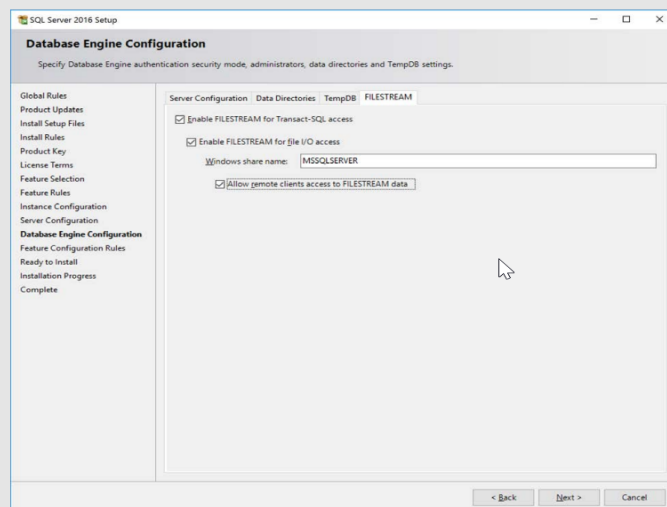 SQL Server 2016 Setup
Database Engine Configuration
Specify Database Engine authentication security mode, administrators, data directories and TempDB settings.
Global Rules
Product Updates
Install Setup Files
Install Rules
Product Key
License Terms
Feature Selection
Feature Rules
Instance Configuration
Server Configuration
Database Engine Configuration
Feature Configuration Rules
Ready to Install
Installation Progress
Complete
Server Configuration Data Directories TempDB FILESTREAM
Enable FILESTREAM for Transact-SQL access
Enable FILESTREAM for file I/O access
Windows share name: MSSQLSERVER
Allow remote clients access to FILESTREAM data
< Back Next > Cancel